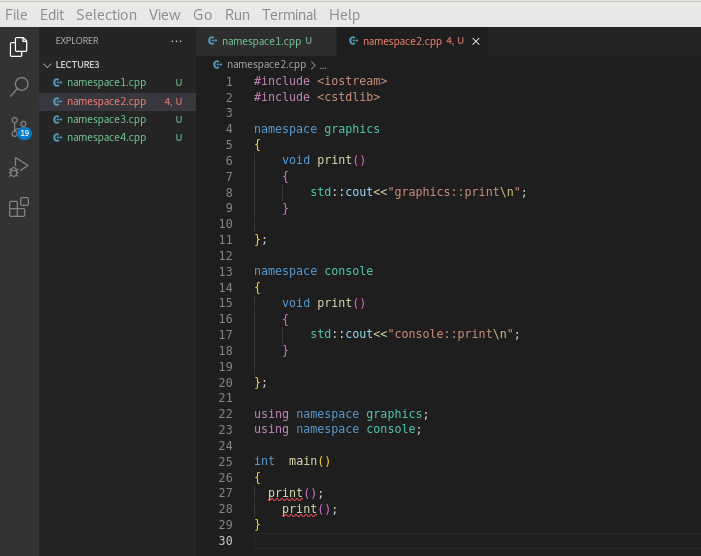 File Edit Selection View Go Run Terminal Help
EXPLORER ...
LECTURE3
namespace1.cpp U
namespace2.cpp 4, U
namespace3.cpp U
namespace4.cpp U
19
namespace1.cpp U namespace2.cpp 4, U ×
namespace2.cpp > ...
1 #include <iostream>
2 #include <cstdlib>
3
4 namespace graphics
5 {
6 void print()
7 {
8 std::cout<<"graphics::print\n";
9 }
10
11 };
12
13 namespace console
14 {
15 void print()
16 {
17 std::cout<<"console::print\n";
18 }
19
20 };
21
22 using namespace graphics;
23 using namespace console;
24
25 int main()
26 {
27 print();
28 print();
29 }
30